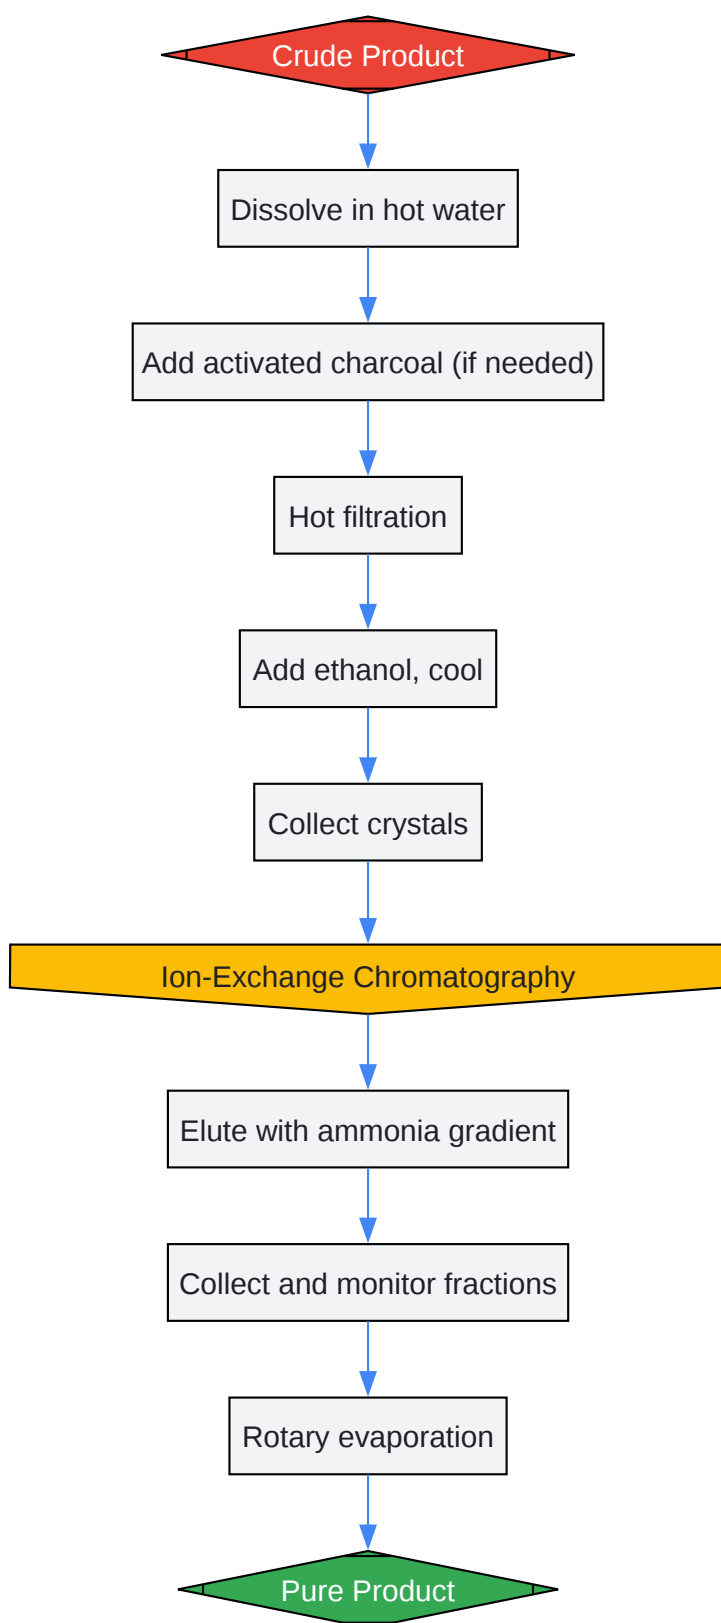 Crude Product
Dissolve in hot water
Add activated charcoal (if needed)
Hot filtration
Add ethanol, cool
Collect crystals
Ion-Exchange Chromatography
Elute with ammonia gradient
Collect and monitor fractions
Rotary evaporation
Pure Product